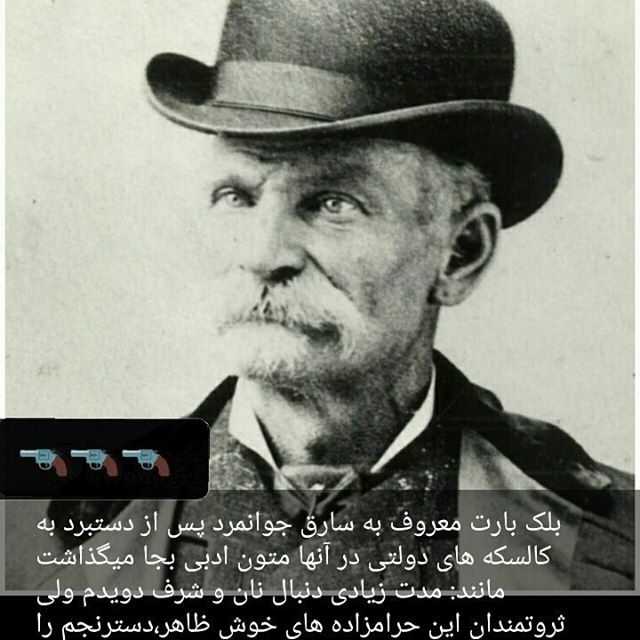 بلک بارت معروف به سارق جوانمرد پس از دستبرد به
کالسکه های دولتی در آنها متون ادبی بجا میگذاشت
مانند: مدت زیادی دنبال نان و شرف دویدم ولی
ثروتمندان این حرامزاده های خوش ظاهر،دسترنجم را